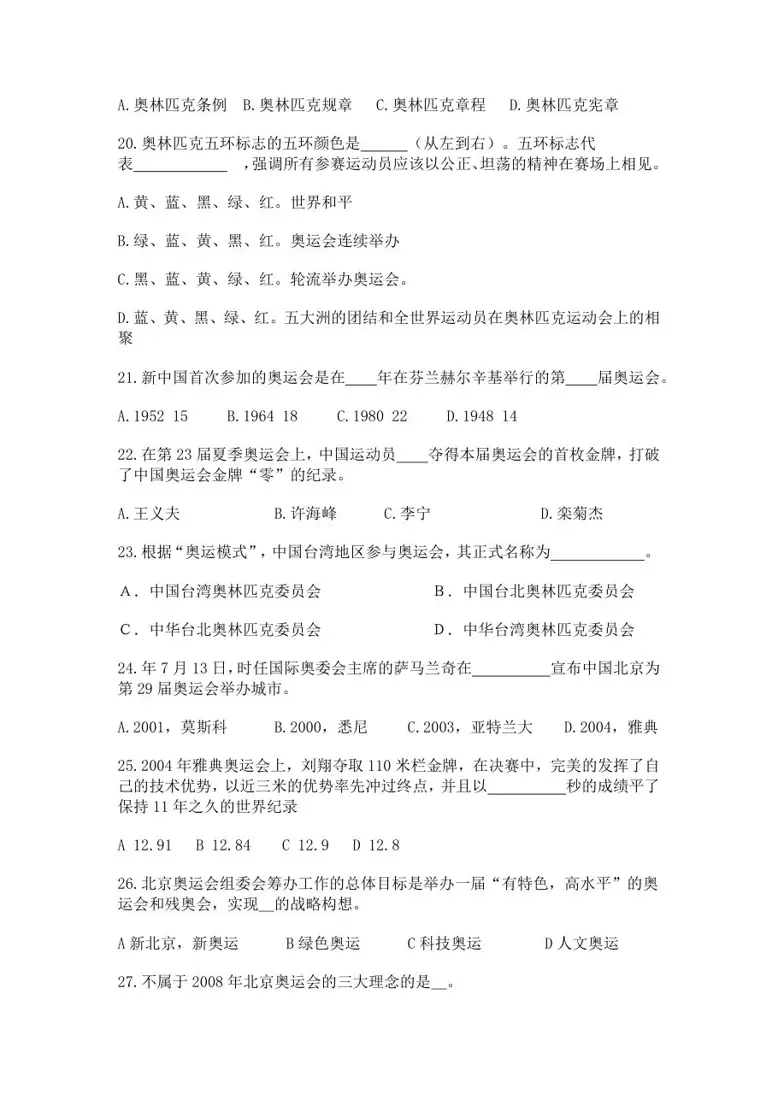 A.奥林匹克条例 B.奥林匹克规章 C.奥林匹克章程 D.奥林匹克宪章
20.奥林匹克五环标志的五环颜色是______（从左到右）。五环标志代
表____________ ，强调所有参赛运动员应该以公正、坦荡的精神在赛场上相见。
A.黄、蓝、黑、绿、红。世界和平
B.绿、蓝、黄、黑、红。奥运会连续举办
C.黑、蓝、黄、绿、红。轮流举办奥运会。
D.蓝、黄、黑、绿、红。五大洲的团结和全世界运动员在奥林匹克运动会上的相
聚
21.新中国首次参加的奥运会是在____年在芬兰赫尔辛基举行的第____届奥运会。
A.1952 15 B.1964 18 C.1980 22 D.1948 14
22.在第 23 届夏季奥运会上，中国运动员____夺得本届奥运会的首枚金牌，打破
了中国奥运会金牌“零”的纪录。
A.王义夫 B.许海峰 C.李宁 D.栾菊杰
23.根据“奥运模式”，中国台湾地区参与奥运会，其正式名称为____________。
Ａ．中国台湾奥林匹克委员会 Ｂ．中国台北奥林匹克委员会
Ｃ．中华台北奥林匹克委员会 Ｄ．中华台湾奥林匹克委员会
24.年 7 月 13 日，时任国际奥委会主席的萨马兰奇在__________宣布中国北京为
第 29 届奥运会举办城市。
A.2001，莫斯科 B.2000，悉尼 C.2003，亚特兰大 D.2004，雅典
25.2004 年雅典奥运会上，刘翔夺取 110 米栏金牌，在决赛中，完美的发挥了自
己的技术优势，以近三米的优势率先冲过终点，并且以__________秒的成绩平了
保持 11 年之久的世界纪录
A 12.91 B 12.84 C 12.9 D 12.8
26.北京奥运会组委会筹办工作的总体目标是举办一届“有特色，高水平”的奥
运会和残奥会，实现__的战略构想。
A 新北京，新奥运 B 绿色奥运 C 科技奥运 D 人文奥运
27.不属于 2008 年北京奥运会的三大理念的是__。